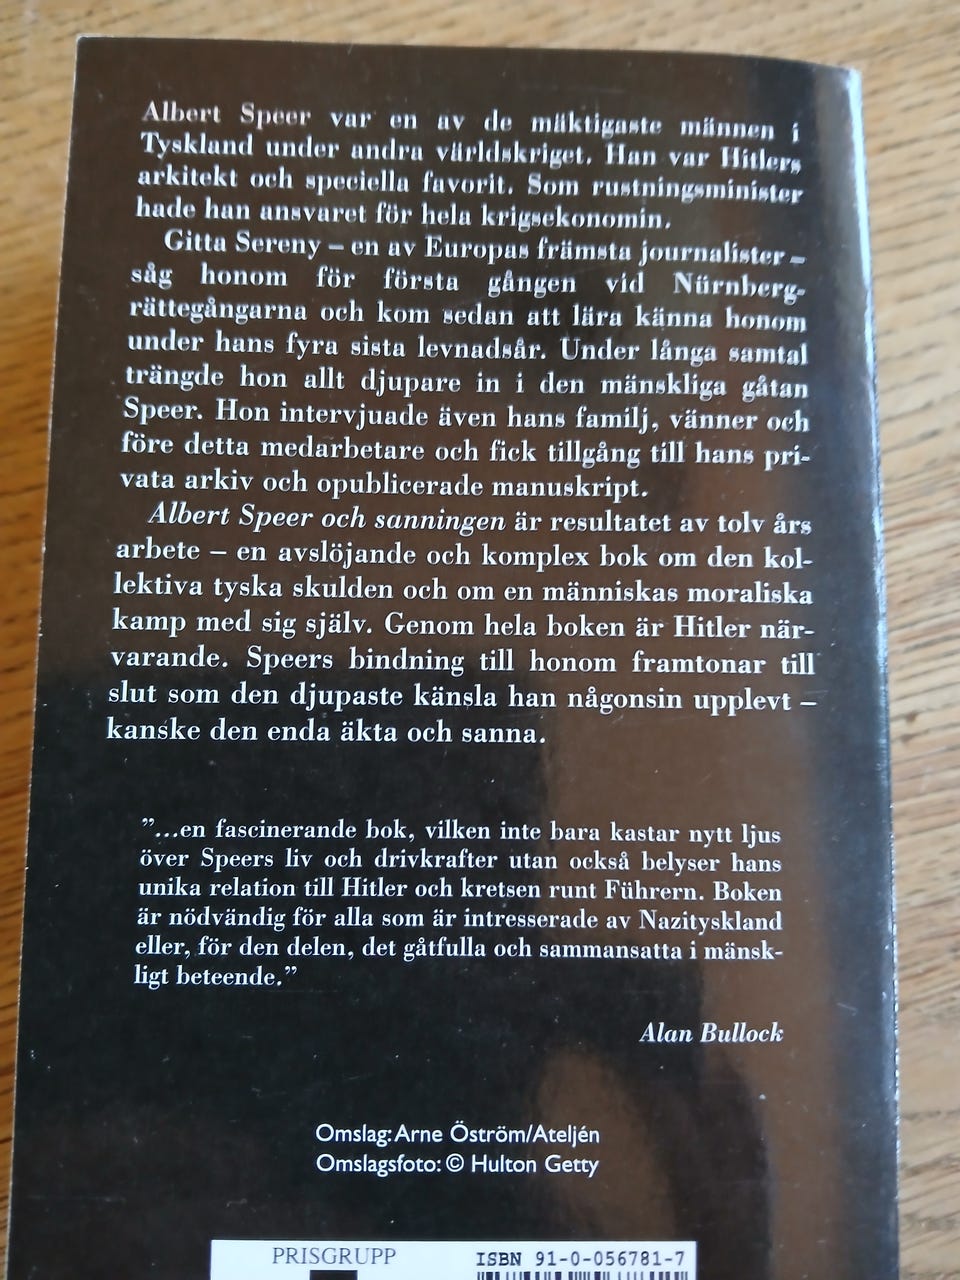 Albert Speer var en av de mäktigaste männen i
Tyskland under andra världskriget. Han var Hitlers
arkitekt och speciella favorit. Som rustningsminister
hade han ansvaret för hela krigsekonomin.
Gitta Sereny – en av Europas främsta journalister –
såg honom för första gången vid Nürnberg-
rättegångarna och kom sedan att lära känna honom
under hans fyra sista levnadsår. Under långa samtal
trängde hon allt djupare in i den mänskliga gåtan
Speer. Hon intervjuade även hans familj, vänner och
före detta medarbetare och fick tillgång till hans pri-
vata arkiv och opublicerade manuskript.
Albert Speer och sanningen är resultatet av tolv års
arbete – en avslöjande och komplex bok om den kol-
lektiva tyska skulden och om en människas moraliska
kamp med sig själv. Genom hela boken är Hitler när-
varande. Speers bindning till honom framtonar till
slut som den djupaste känsla han någonsin upplevt –
kanske den enda äkta och sanna.
”...en fascinerande bok, vilken inte bara kastar nytt ljus
över Speers liv och drivkrafter utan också belyser hans
unika relation till Hitler och kretsen runt Führern. Boken
är nödvändig för alla som är intresserade av Nazityskland
eller, för den delen, det gåtfulla och sammansatta i mänsk-
ligt beteende.”
Alan Bullock
Omslag: Arne Öström/Ateljén
Omslagsfoto: © Hulton Getty
PRISGRUPP
ISBN 91-0-056781-7